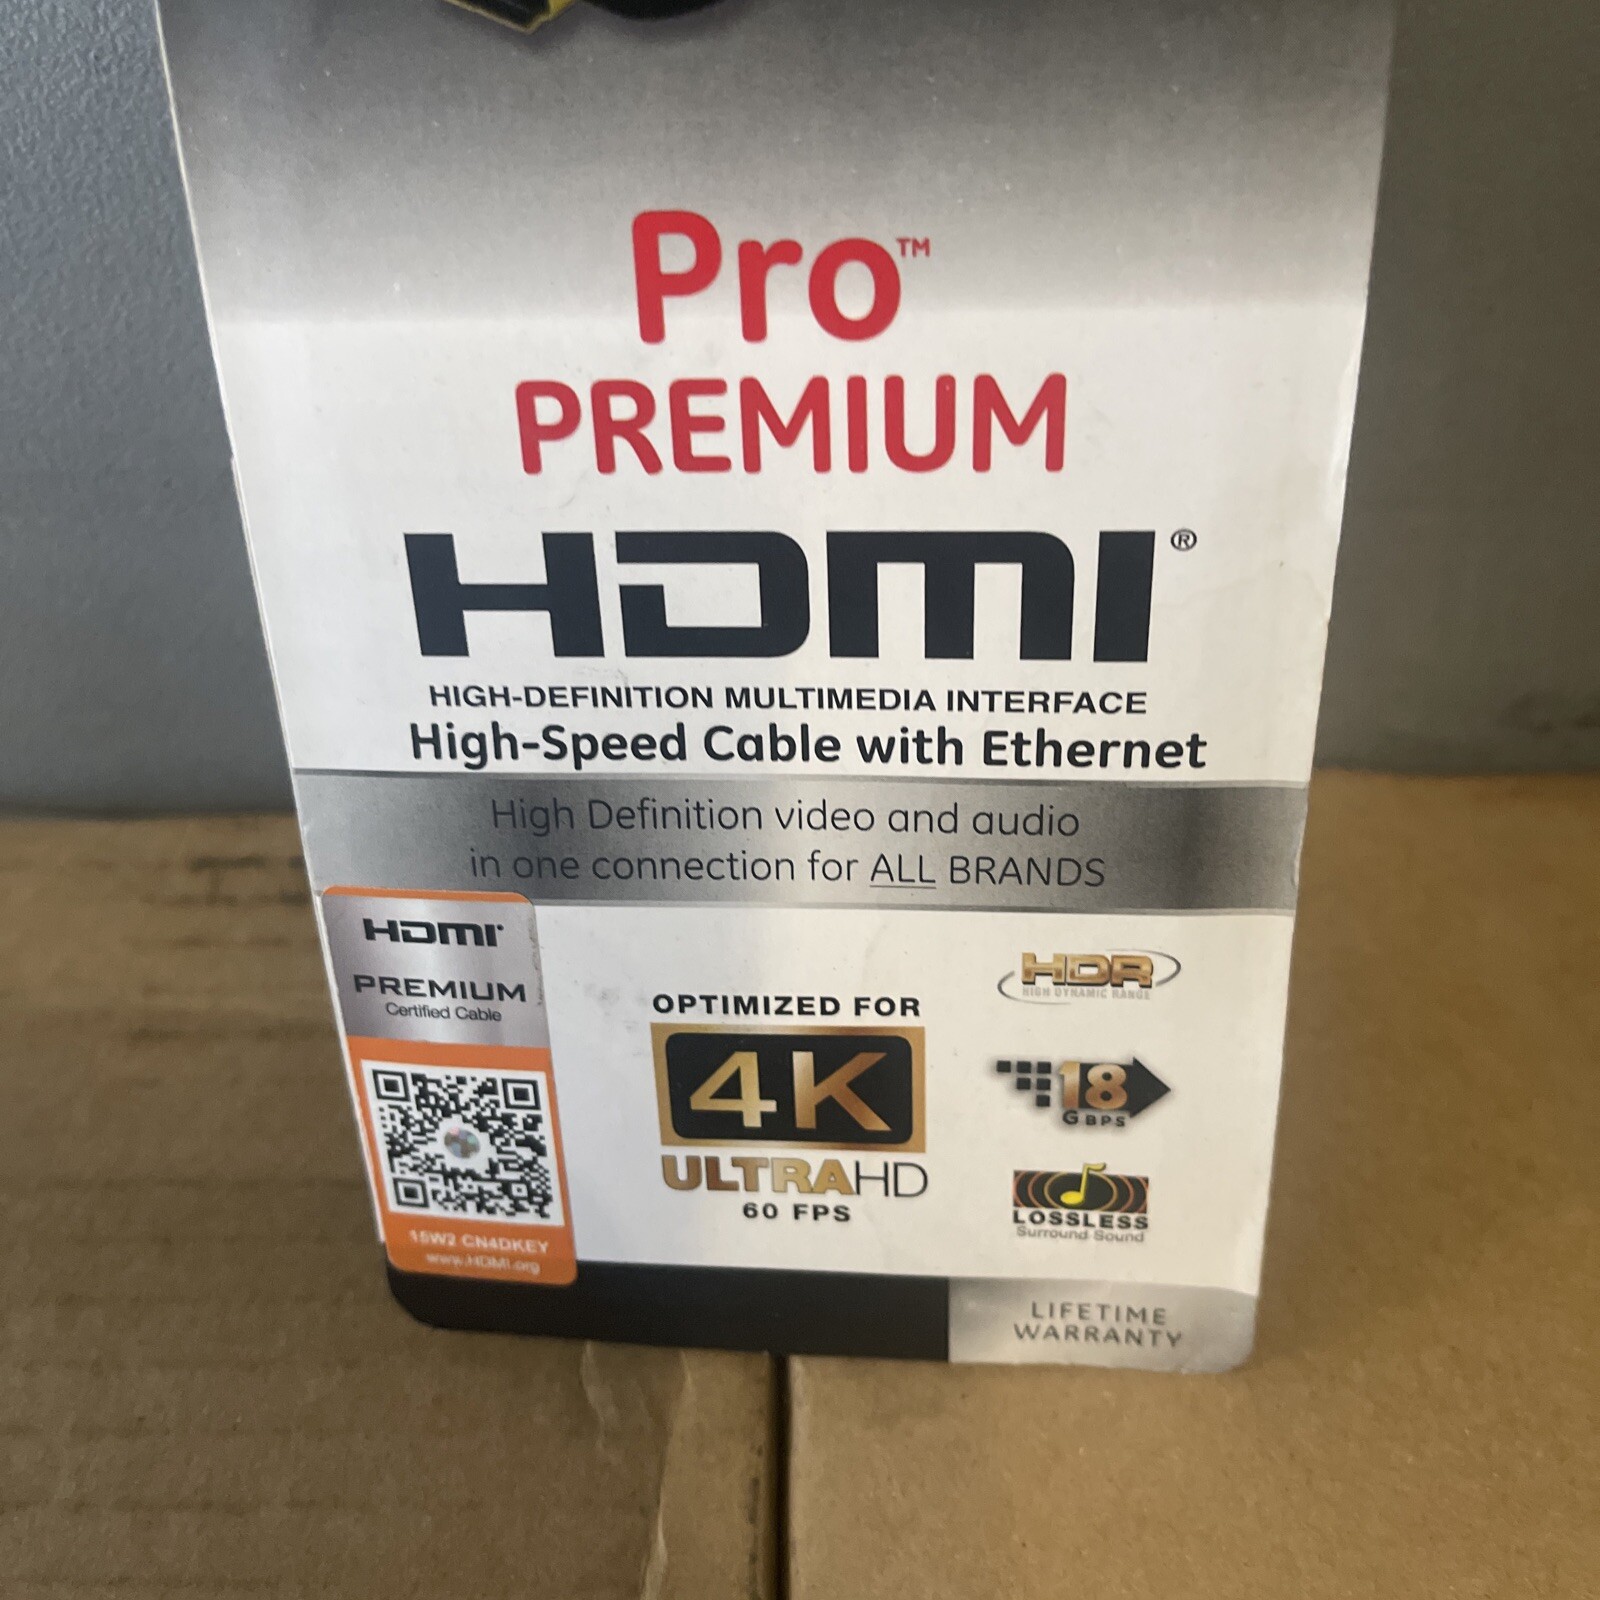 Pro™
PREMIUM
HDMI®
HIGH-DEFINITION MULTIMEDIA INTERFACE
High-Speed Cable with Ethernet
High Definition video and audio
in one connection for ALL BRANDS
HDMI
PREMIUM
Certified Cable
15W2 CN4DKEY
www.HDMI.org
OPTIMIZED FOR
4K
ULTRAHD
60 FPS
HDR
HIGH DYNAMIC RANGE
18
GBPS
LOSSLESS
Surround Sound
LIFETIME
WARRANTY